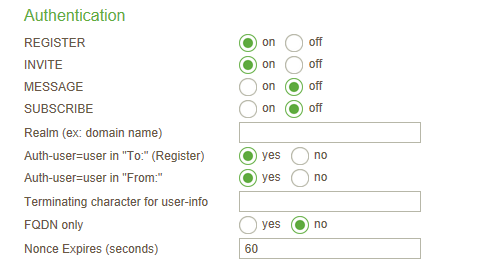 Authentication
REGISTER on off
INVITE on off
MESSAGE on off
SUBSCRIBE on off
Realm (ex: domain name)
Auth-user=user in "To:" (Register) yes no
Auth-user=user in "From:" yes no
Terminating character for user-info
FQDN only yes no
Nonce Expires (seconds) 60